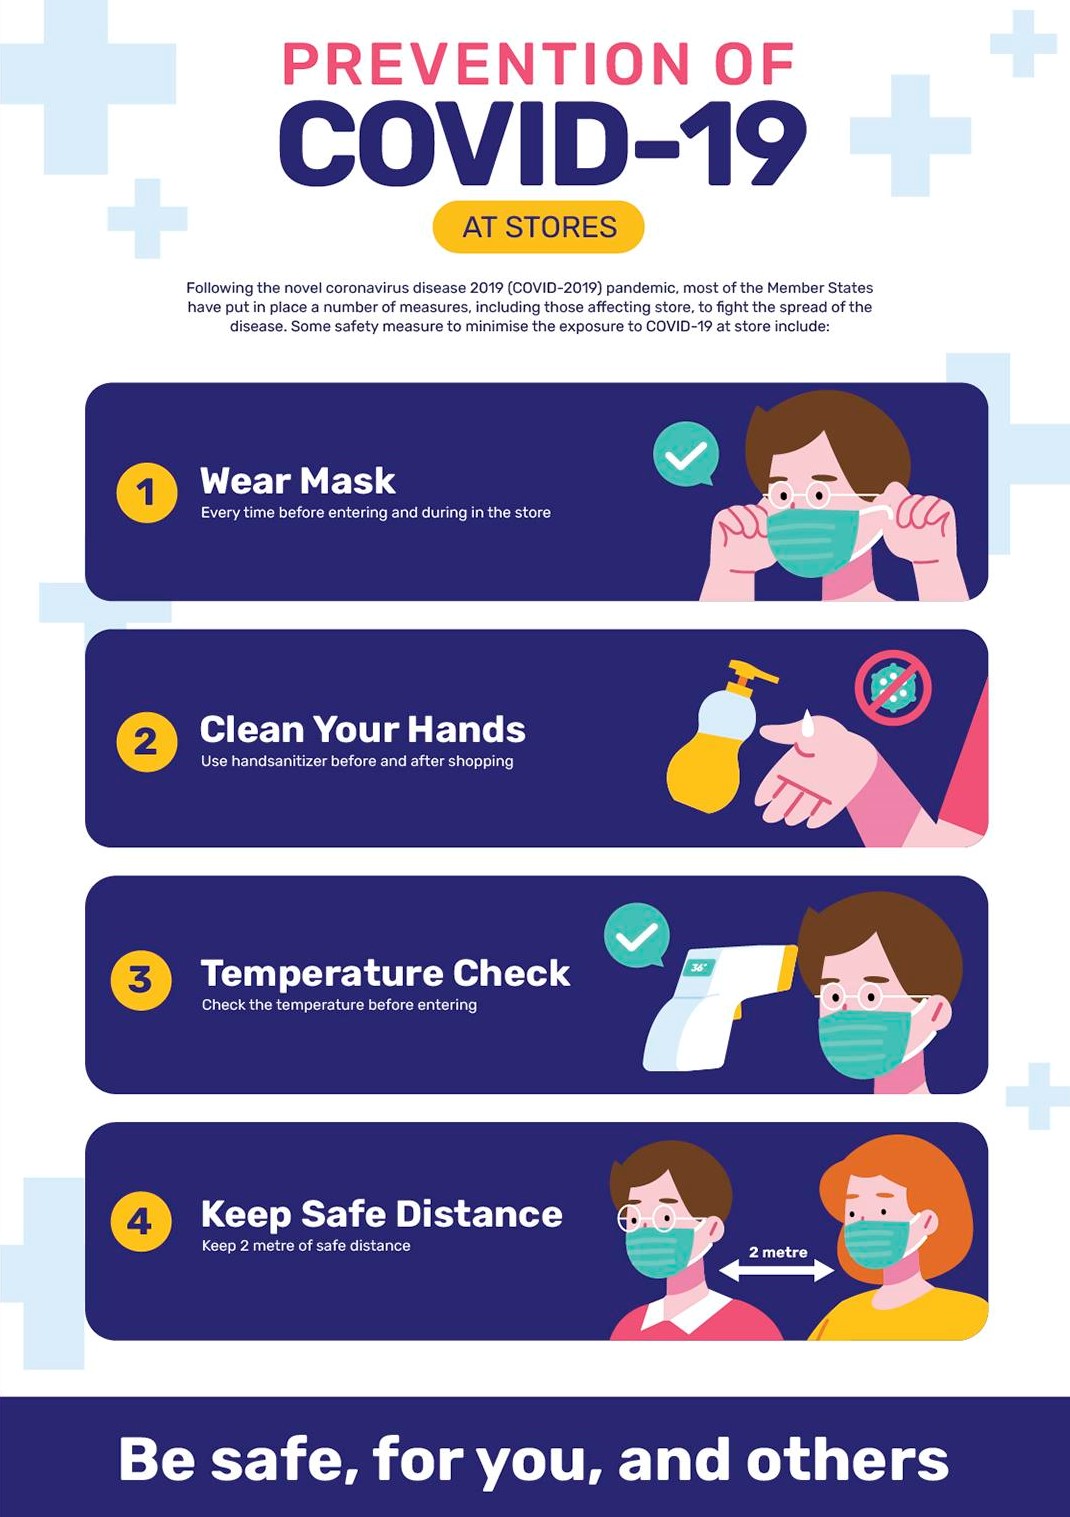 PREVENTION OF
COVID-19
AT STORES
Following the novel coronavirus disease 2019 (COVID-2019) pandemic, most of the Member States
have put in place a number of measures, including those affecting store, to fight the spread of the
disease. Some safety measure to minimise the exposure to COVID-19 at store include:
1
Wear Mask
Every time before entering and during in the store
2
Clean Your Hands
Use handsanitizer before and after shopping
3
Temperature Check
Check the temperature before entering
36°
4
Keep Safe Distance
Keep 2 metre of safe distance
2 metre
Be safe, for you, and others